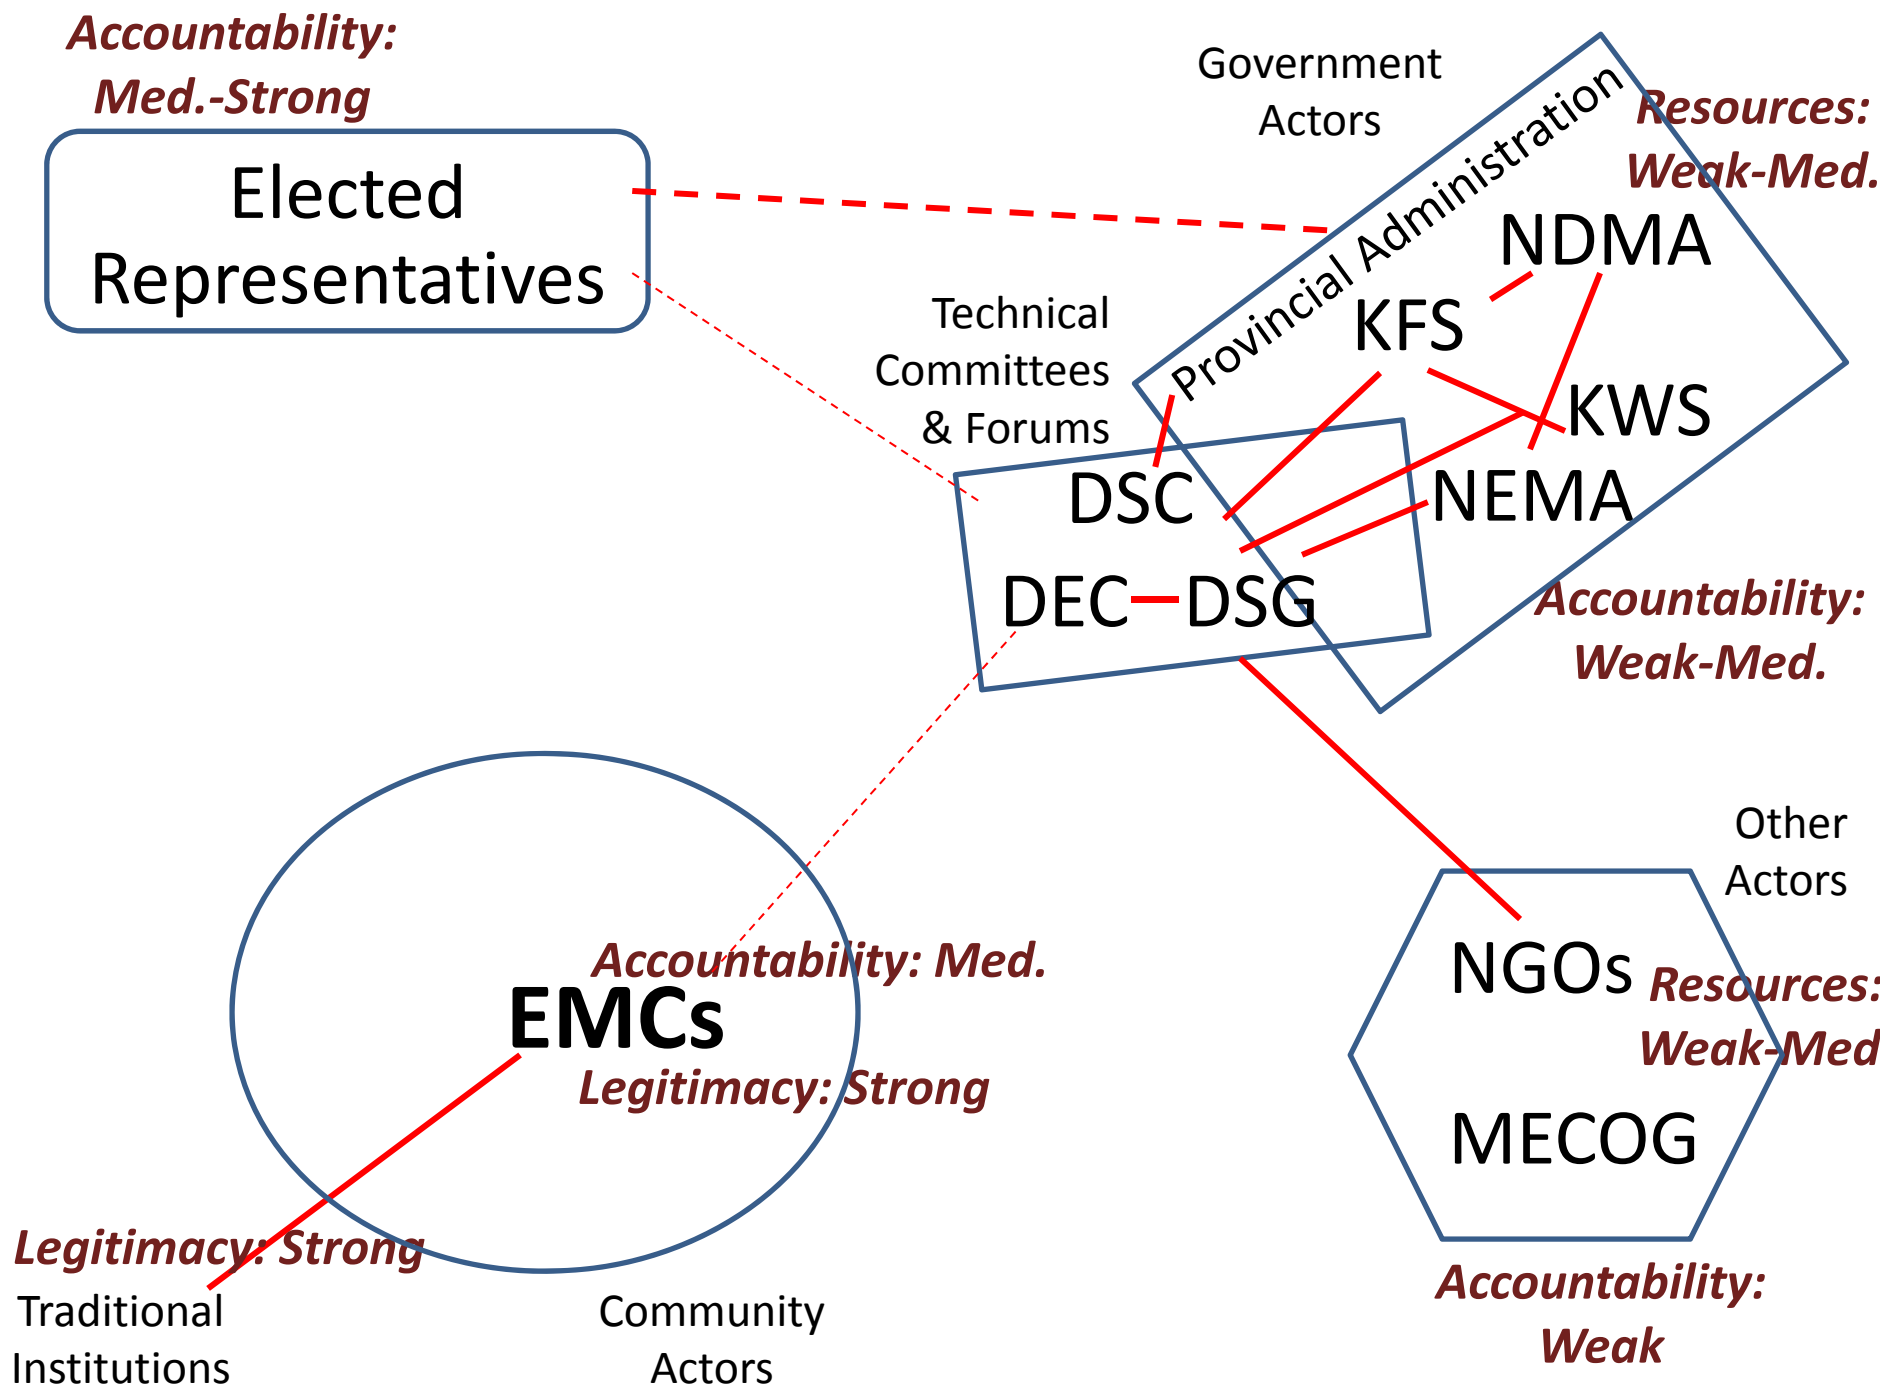 Accountability:
Med.-Strong
Elected
Representatives
Government
Actors
Provincial Administration
Resources:
Weak-Med.
NDMA
KFS
KWS
NEMA
Technical
Committees
& Forums
DSC
DEC
DSG
Accountability:
Weak-Med.
Accountability: Med.
EMCs
Legitimacy: Strong
Legitimacy: Strong
Traditional
Institutions
Community
Actors
Other
Actors
NGOs
Resources:
Weak-Med
MECOG
Accountability:
Weak